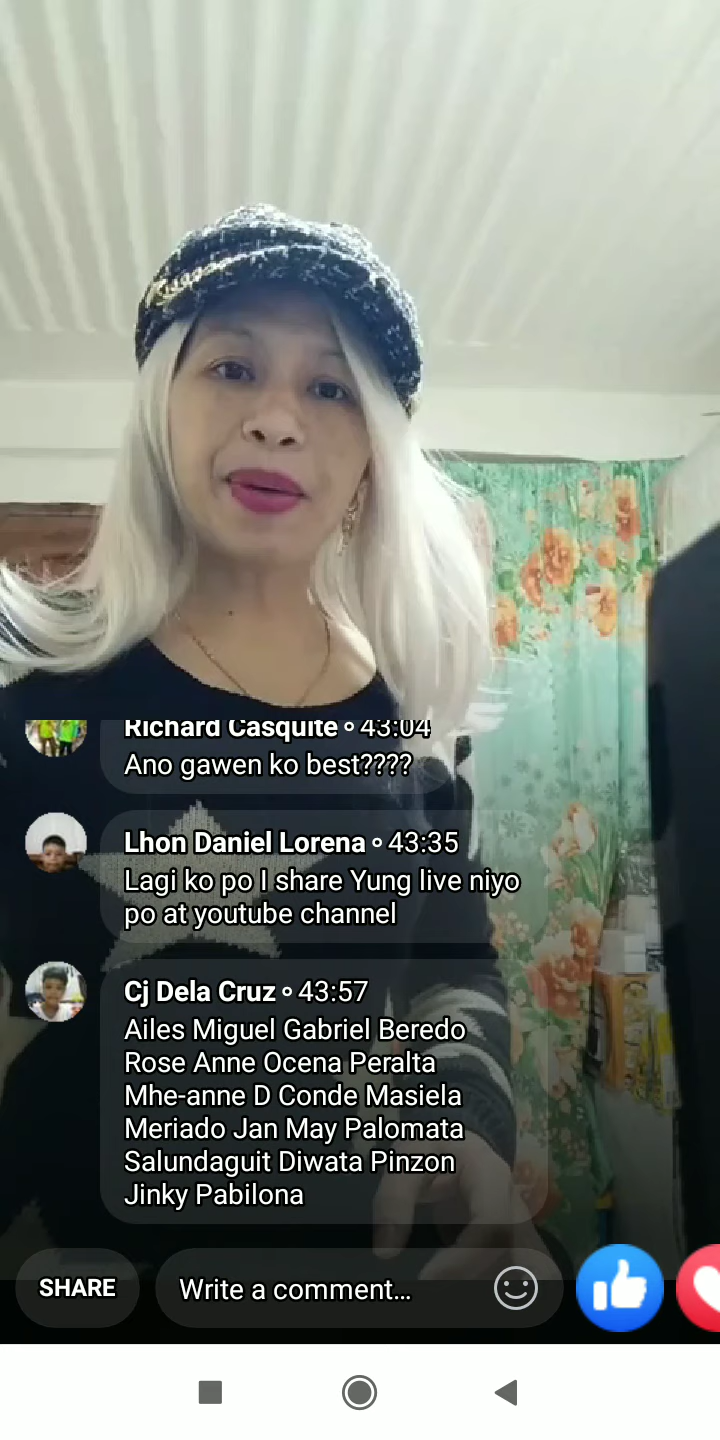 Richard Casquite ∘ 43:04
Ano gawen ko best????
Lhon Daniel Lorena ∘ 43:35
Lagi ko po I share Yung live niyo
po at youtube channel
Cj Dela Cruz ∘ 43:57
Ailes Miguel Gabriel Beredo
Rose Anne Ocena Peralta
Mhe-anne D Conde Masiela
Meriado Jan May Palomata
Salundaguit Diwata Pinzon
Jinky Pabilona
SHARE
Write a comment...